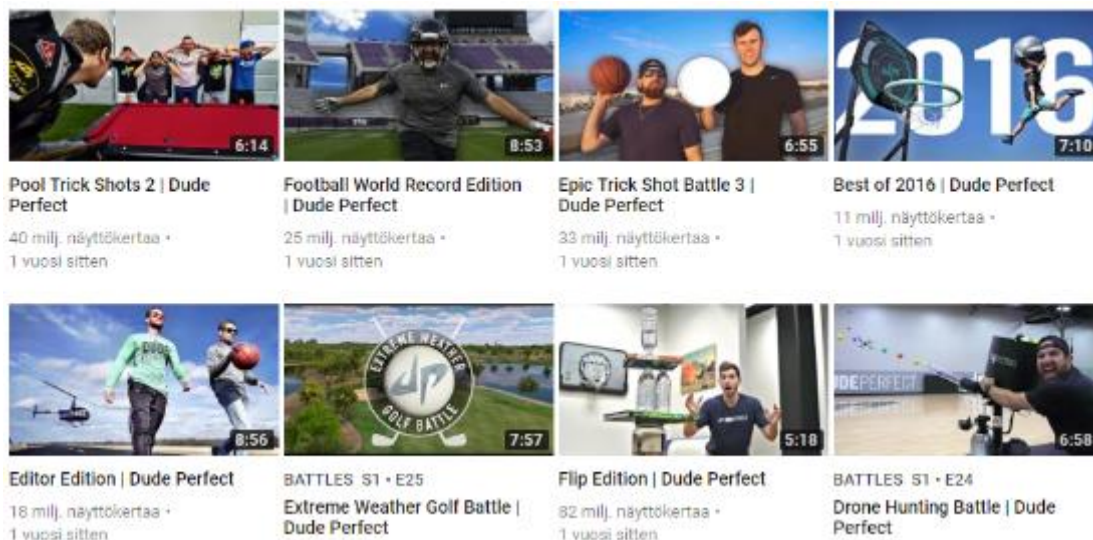 2016
6:14
8:53
6:55
7:10
Pool Trick Shots 2 | Dude
Perfect
40 milj. näyttökertaa •
1 vuosi sitten
Football World Record Edition
| Dude Perfect
25 milj. näyttökertaa •
1 vuosi sitten
Epic Trick Shot Battle 3 |
Dude Perfect
33 milj. näyttökertaa •
1 vuosi sitten
Best of 2016 | Dude Perfect
11 milj. näyttökertaa •
1 vuosi sitten
DUDE
8:56
EXTREME WEATHER
dp
GOLF BATTLE
7:57
5:18
UDEPERFECT
6:58
Editor Edition | Dude Perfect
18 milj. näyttökertaa •
1 vuosi sitten
BATTLES S1 • E25
Extreme Weather Golf Battle |
Dude Perfect
Flip Edition | Dude Perfect
82 milj. näyttökertaa •
1 vuosi sitten
BATTLES S1 • E24
Drone Hunting Battle | Dude
Perfect